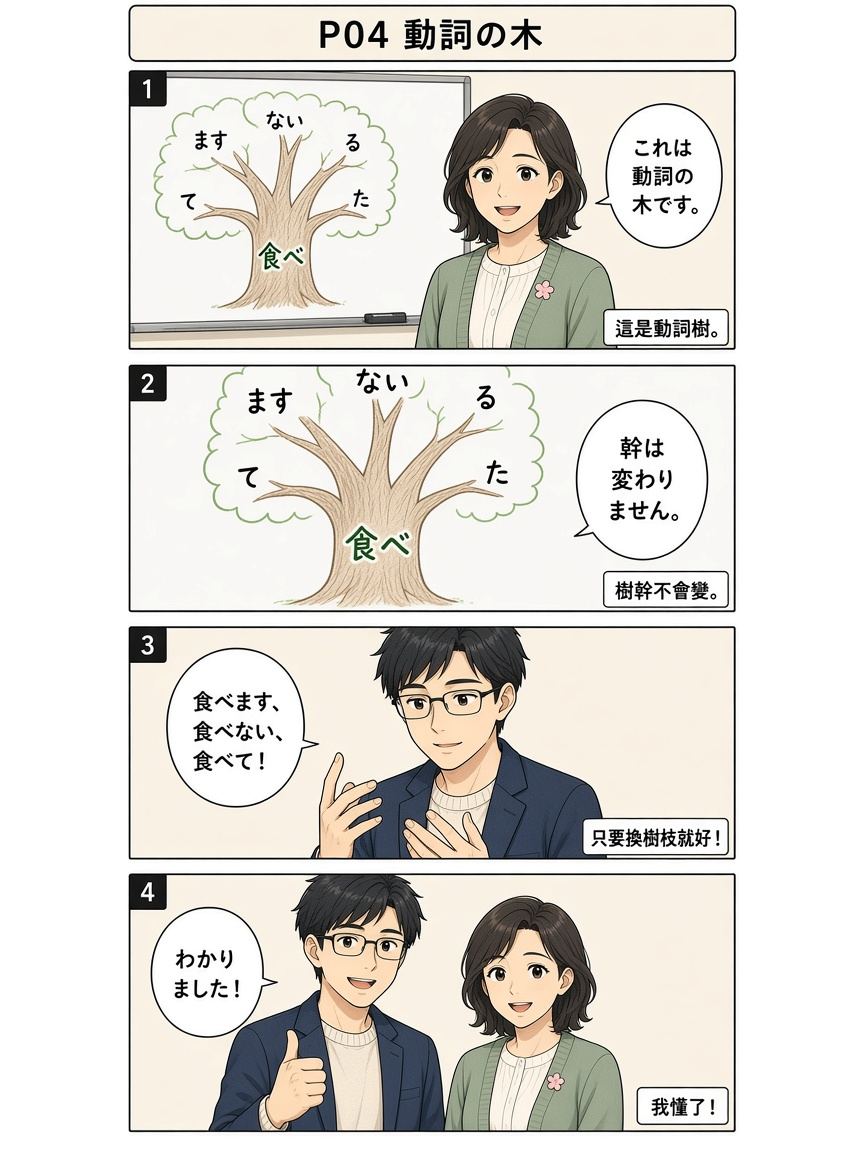 P04 動詞の木
1
ない
ます
る
て
た
食べ
これは
動詞の
木です。
這是動詞樹。
2
ない
ます
る
て
た
食べ
幹は
変わり
ません。
樹幹不會變。
3
食べます、
食べない、
食べて！
只要換樹枝就好！
4
わかり
ました！
我懂了！